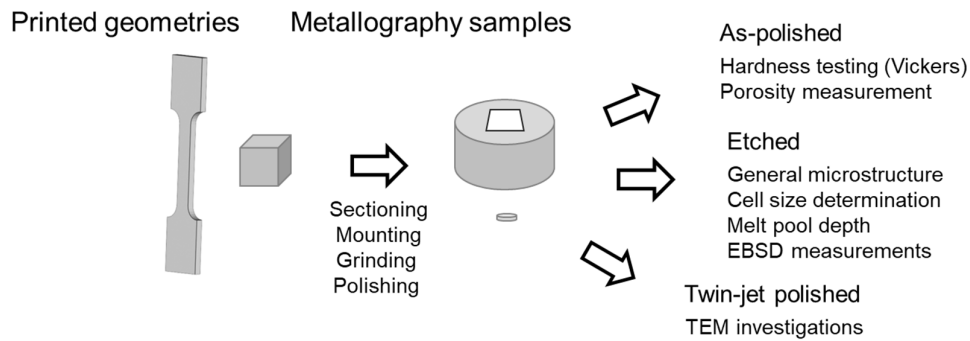 Printed geometries
Metallography samples
Sectioning
Mounting
Grinding
Polishing
As-polished
Hardness testing (Vickers)
Porosity measurement
Etched
General microstructure
Cell size determination
Melt pool depth
EBSD measurements
Twin-jet polished
TEM investigations